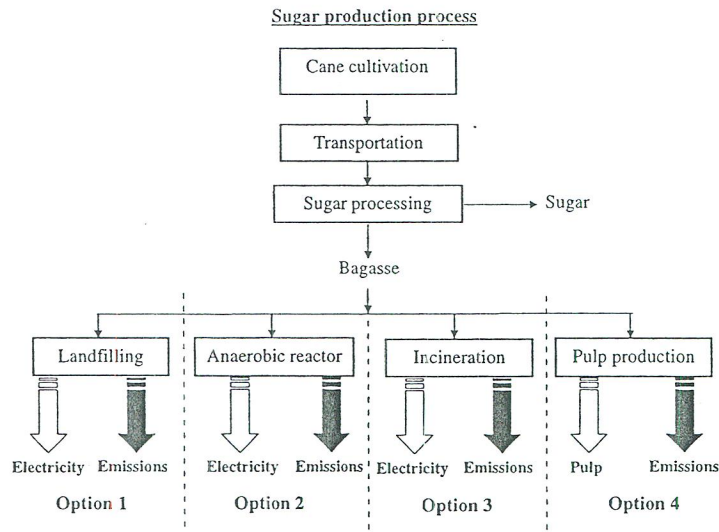 Sugar production process
Cane cultivation
Transportation
Sugar processing
Sugar
Bagasse
Landfilling
Anaerobic reactor
Incineration
Pulp production
Electricity Emissions
Electricity Emissions
Electricity Emissions
Pulp Emissions
Option 1
Option 2
Option 3
Option 4